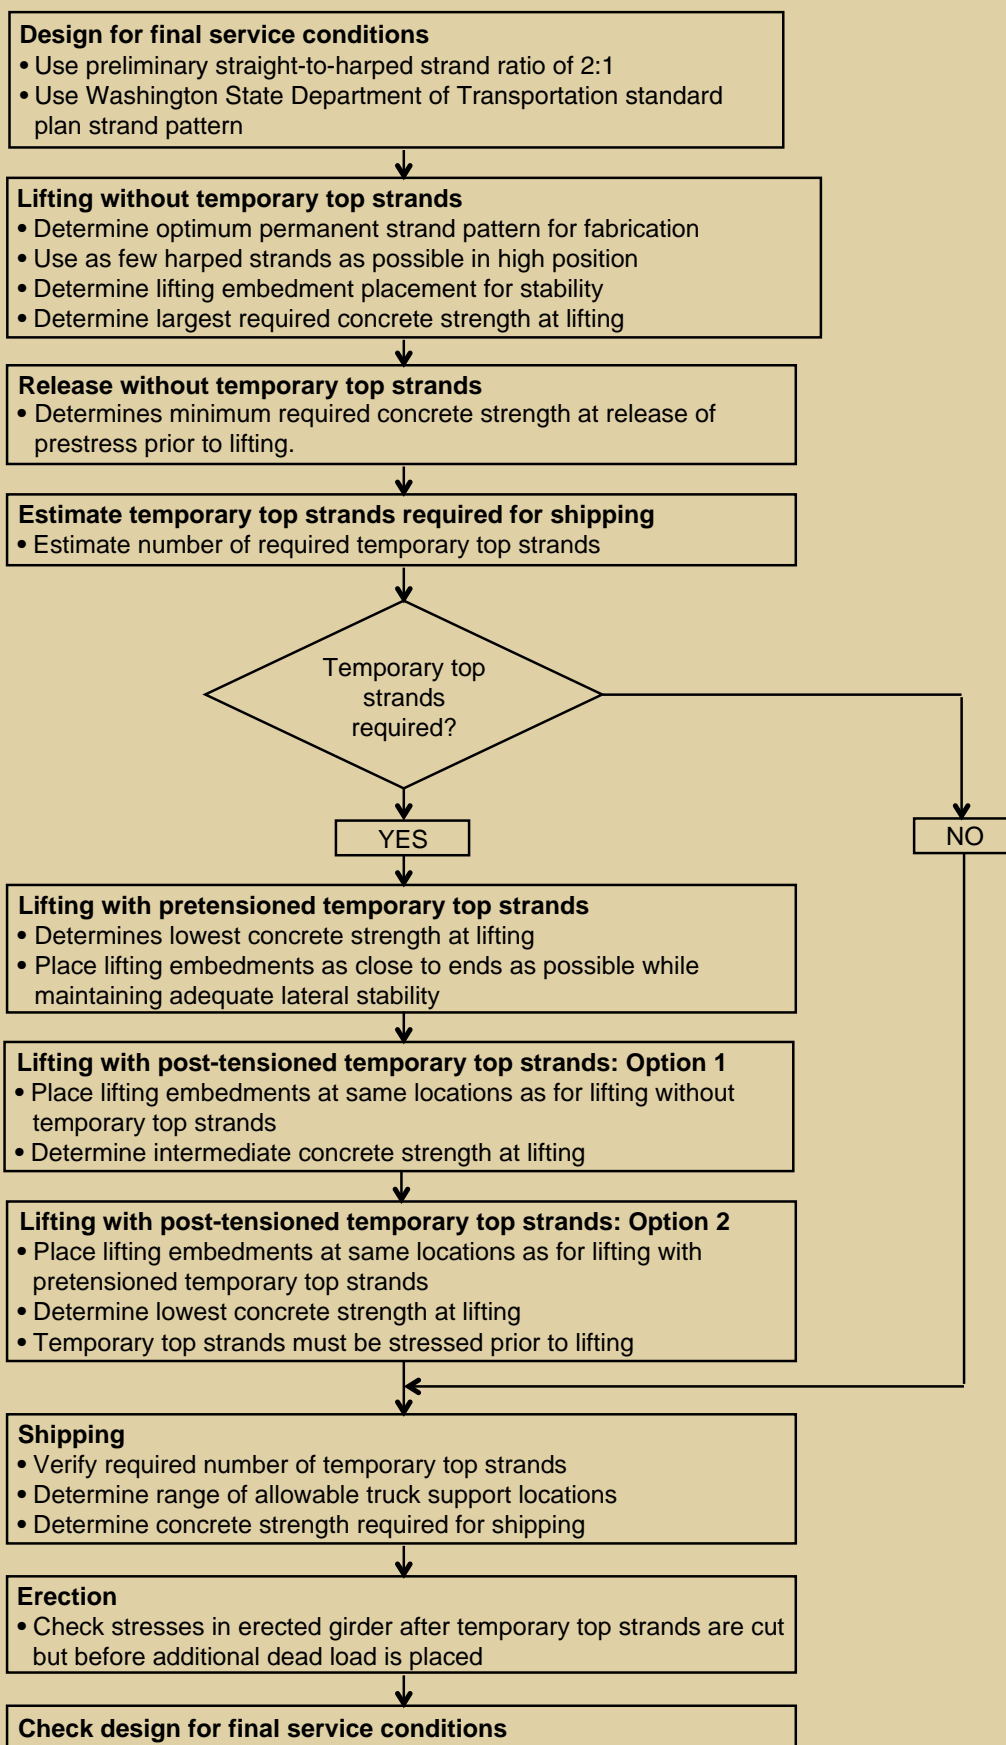 Design for final service conditions
• Use preliminary straight-to-harped strand ratio of 2:1
• Use Washington State Department of Transportation standard
plan strand pattern
Lifting without temporary top strands
• Determine optimum permanent strand pattern for fabrication
• Use as few harped strands as possible in high position
• Determine lifting embedment placement for stability
• Determine largest required concrete strength at lifting
Release without temporary top strands
• Determines minimum required concrete strength at release of
prestress prior to lifting.
Estimate temporary top strands required for shipping
• Estimate number of required temporary top strands
Temporary top
strands
required?
YES
NO
Lifting with pretensioned temporary top strands
• Determines lowest concrete strength at lifting
• Place lifting embedments as close to ends as possible while
maintaining adequate lateral stability
Lifting with post-tensioned temporary top strands: Option 1
• Place lifting embedments at same locations as for lifting without
temporary top strands
• Determine intermediate concrete strength at lifting
Lifting with post-tensioned temporary top strands: Option 2
• Place lifting embedments at same locations as for lifting with
pretensioned temporary top strands
• Determine lowest concrete strength at lifting
• Temporary top strands must be stressed prior to lifting
Shipping
• Verify required number of temporary top strands
• Determine range of allowable truck support locations
• Determine concrete strength required for shipping
Erection
• Check stresses in erected girder after temporary top strands are cut
but before additional dead load is placed
Check design for final service conditions